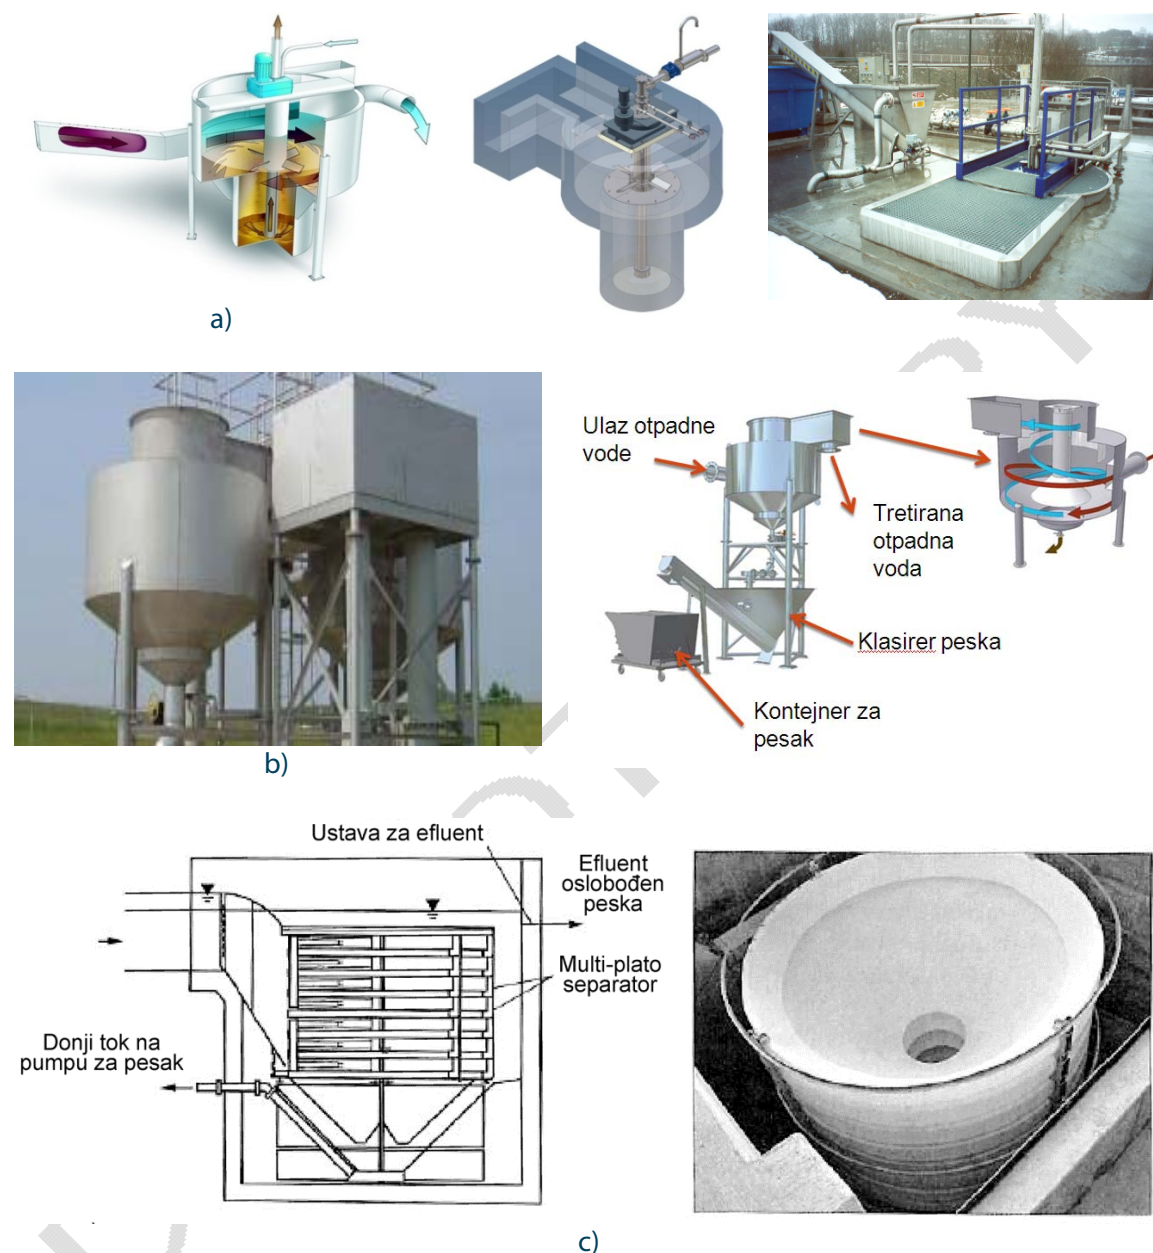 a)
Ulaz otpadne
vode
Tretirana
otpadna
voda
Klasirer peska
Kontejner za
pesak
b)
Ustava za efluent
Efluent
oslobođen
peska
Multi-plato
separator
Donji tok na
pumpu za pesak
c)